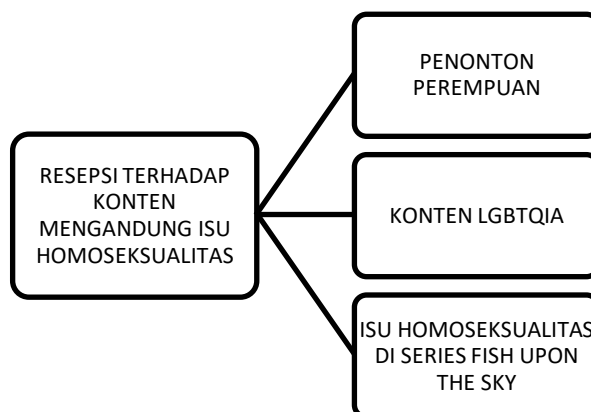 RESEPSI TERHADAP
KONTEN
MENGANDUNG ISU
HOMOSEKSUALITAS
PENONTON
PEREMPUAN
KONTEN LGBTQIA
ISU HOMOSEKSUALITAS
DI SERIES FISH UPON
THE SKY